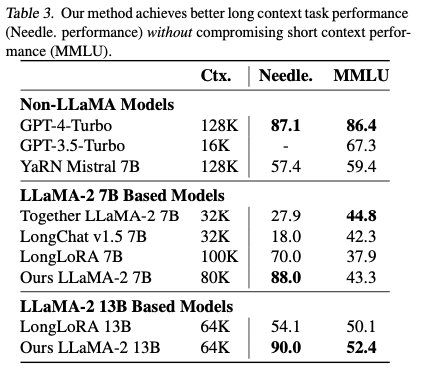 Table 3. Our method achieves better long context task performance
(Needle. performance) without compromising short context perfor-
mance (MMLU).
Ctx. Needle. MMLU
Non-LLaMA Models
GPT-4-Turbo 128K 87.1 86.4
GPT-3.5-Turbo 16K - 67.3
YaRN Mistral 7B 128K 57.4 59.4
LLaMA-2 7B Based Models
Together LLaMA-2 7B 32K 27.9 44.8
LongChat v1.5 7B 32K 18.0 42.3
LongLoRA 7B 100K 70.0 37.9
Ours LLaMA-2 7B 80K 88.0 43.3
LLaMA-2 13B Based Models
LongLoRA 13B 64K 54.1 50.1
Ours LLaMA-2 13B 64K 90.0 52.4